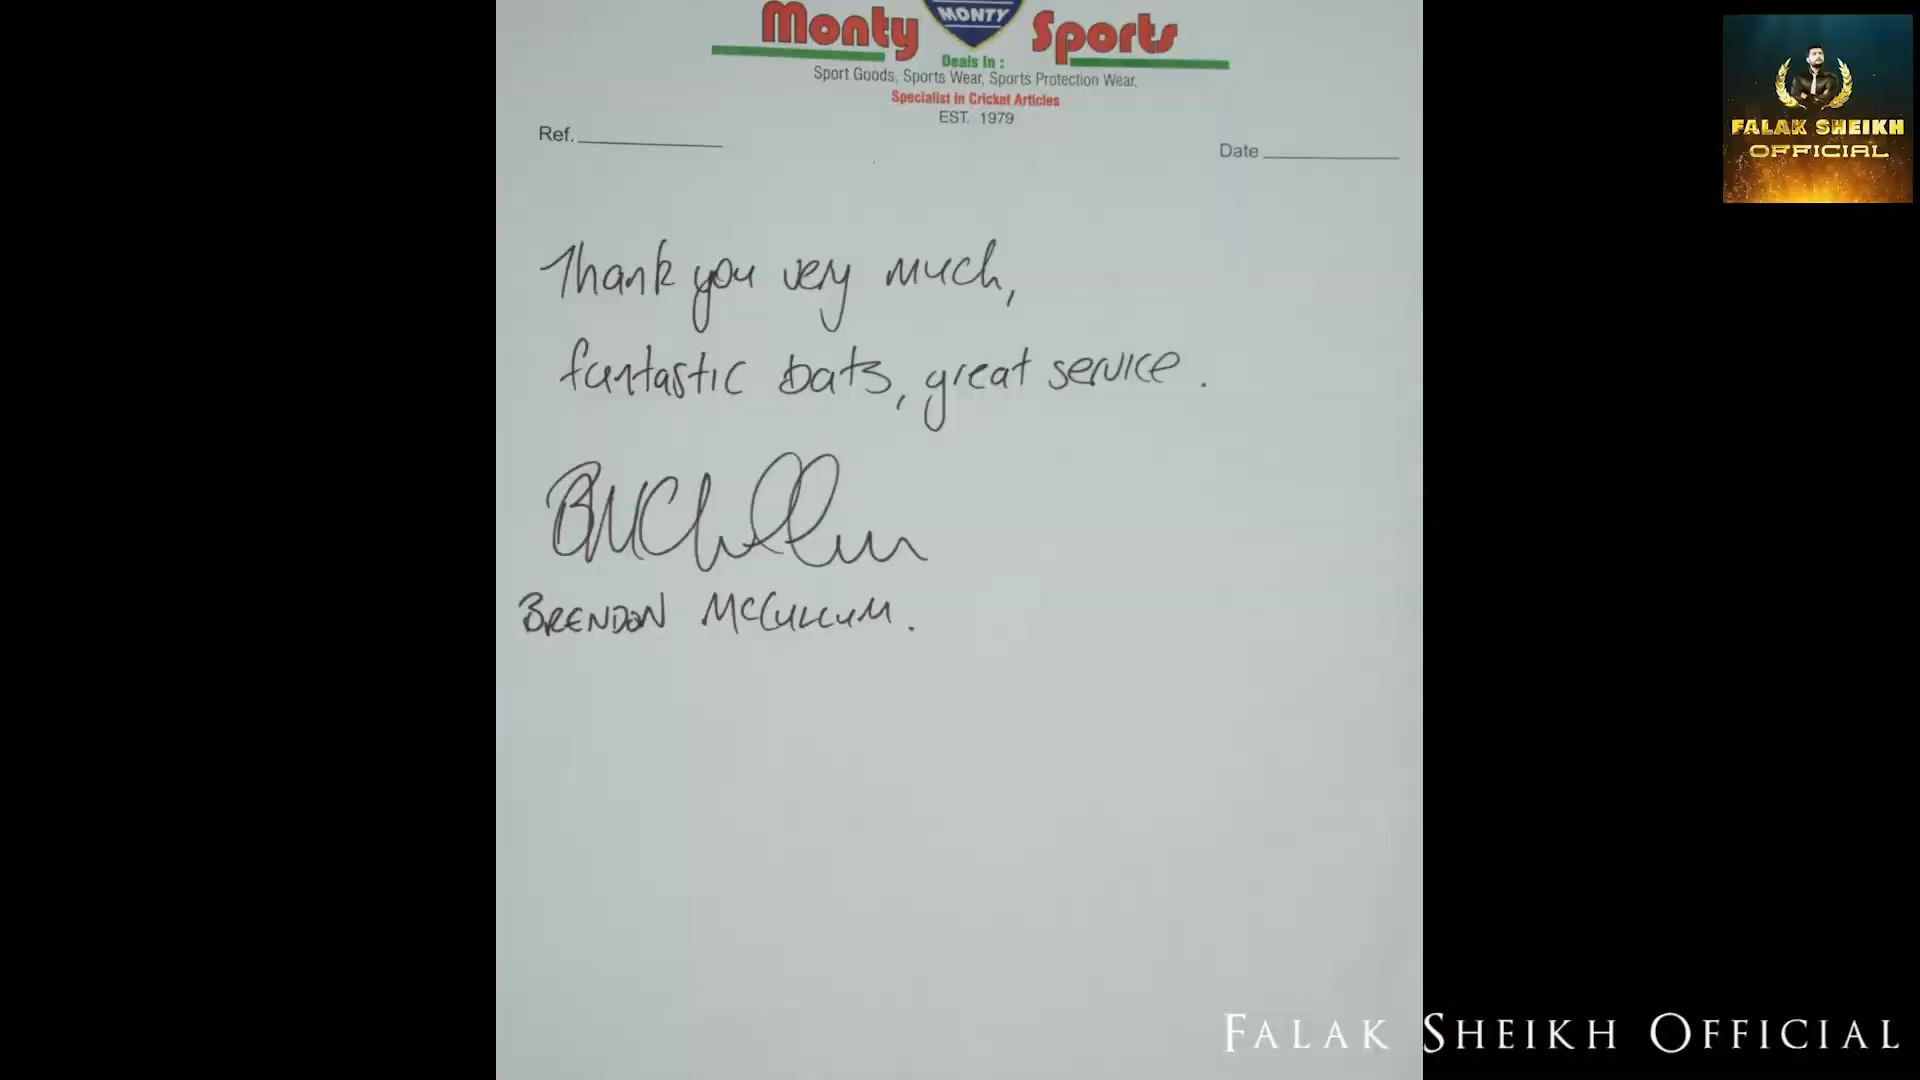 Monty MONTY Sports
Deals In :
Sport Goods, Sports Wear, Sports Protection Wear,
Specialist in Cricket Articles
EST. 1979
Ref.
Date
Thank you very much,
fantastic bats, great service.
BMCullum
BRENDON MCCULLUM.
FALAK SHEIKH
OFFICIAL
FALAK SHEIKH OFFICIAL